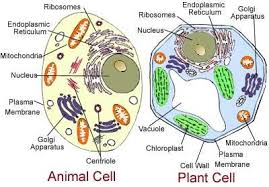 Ribosomes
Endoplasmic
Reticulum
Mitochondria
Nucleus
Plasma
Membrane
Golgi
Apparatus
Centriole
Animal Cell
Ribosomes
Endoplasmic
Reticulum
Nucleus
Golgi
Apparatus
Vacuole
Chloroplast
Cell Wall
Plasma
Membrane
Mitochondria
Plant Cell